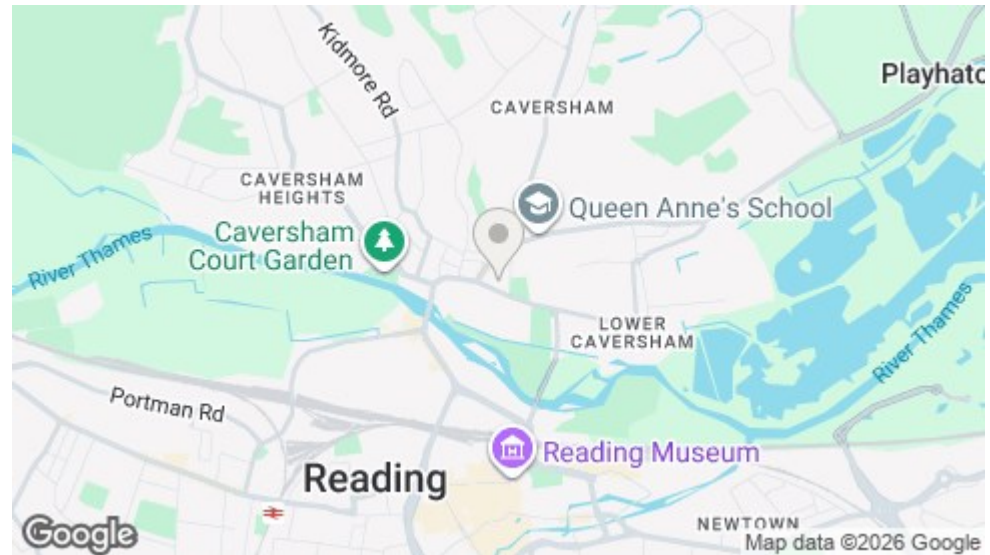 Kidmore Rd
Playhatc
CAVERSHAM
CAVERSHAM
HEIGHTS
Queen Anne's School
Caversham
Court Garden
River Thames
LOWER
CAVERSHAM
River Thames
Portman Rd
Reading Museum
Reading
NEWTOWN
Google
Map data ©2026 Google